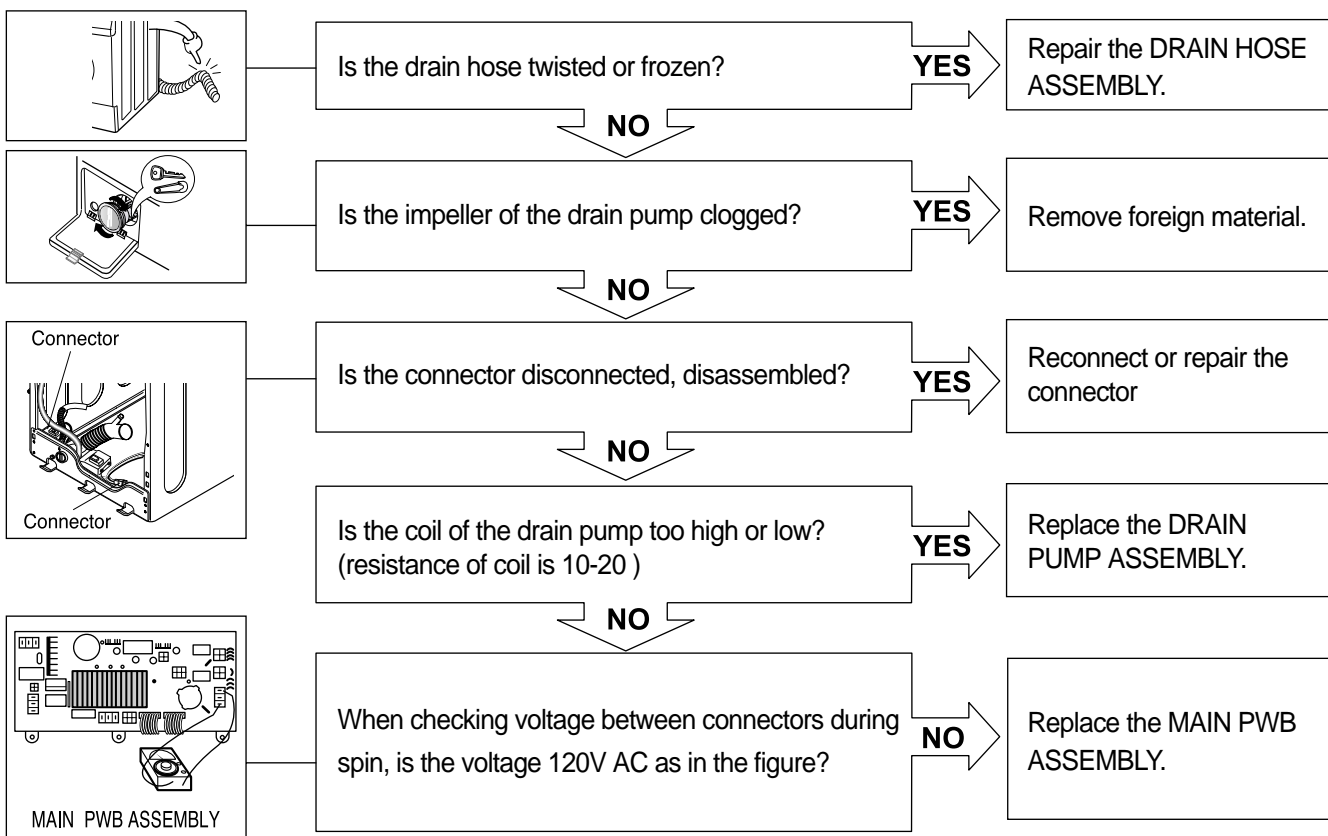 Is the drain hose twisted or frozen?
YES
Repair the DRAIN HOSE
ASSEMBLY.
NO
Is the impeller of the drain pump clogged?
YES
Remove foreign material.
NO
Connector
Connector
Is the connector disconnected, disassembled?
YES
Reconnect or repair the
connector
NO
Is the coil of the drain pump too high or low?
(resistance of coil is 10-20 )
YES
Replace the DRAIN
PUMP ASSEMBLY.
NO
MAIN PWB ASSEMBLY
When checking voltage between connectors during
spin, is the voltage 120V AC as in the figure?
NO
Replace the MAIN PWB
ASSEMBLY.